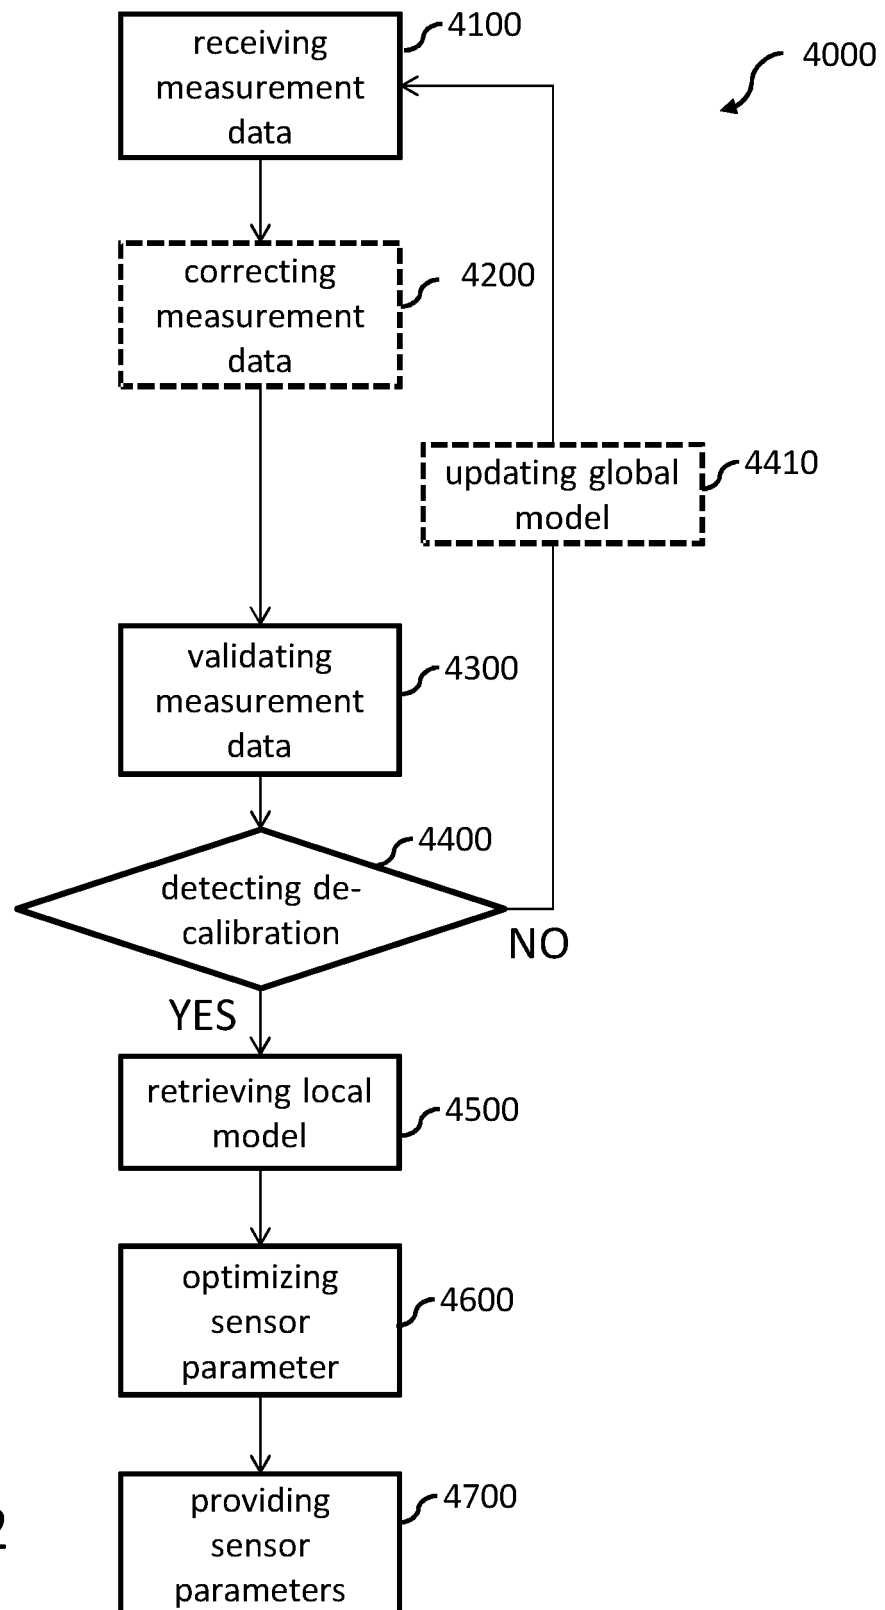 receiving
measurement
data
4100
4000
correcting
measurement
data
4200
updating global
model
4410
validating
measurement
data
4300
detecting de-
calibration
4400
NO
YES
retrieving local
model
4500
optimizing
sensor
parameter
4600
providing
sensor
parameters
4700